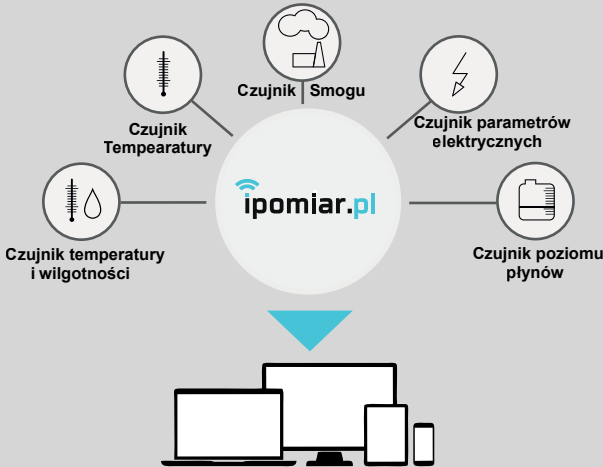 Czujnik Smogu
Czujnik
Tempearatury
Czujnik parametrów
elektrycznych
ipomiar.pl
Czujnik temperatury
i wilgotności
Czujnik poziomu
płynów